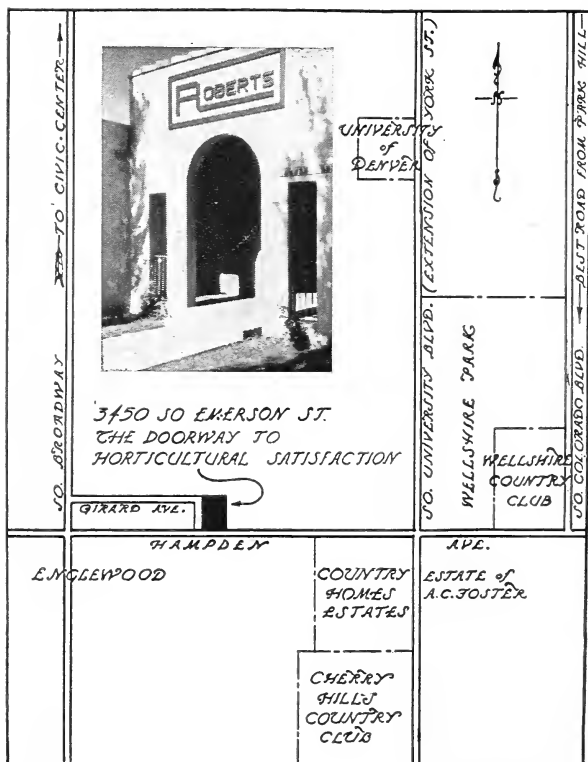 TO CIVIC-CENTER
SO. BROADWAY
ROBERTS
UNIVERSITY
of
DENVER
SO. UNIVERSITY BLVD. (EXTENSION OF YORK ST.)
SO. COLORADO BLVD. BEST ROAD FROM PARK HILL
WELLSHIRE PARK
WELLSHIRE
COUNTRY
CLUB
3450 SO EMERSON ST.
THE DOORWAY TO
HORTICULTURAL SATISFACTION
GIRARD AVE.
HAMPDEN AVE.
ENGLEWOOD
COUNTRY
HOMES
ESTATES
ESTATE of
A.C. FOSTER
CHERRY
HILLS
COUNTRY
CLUB